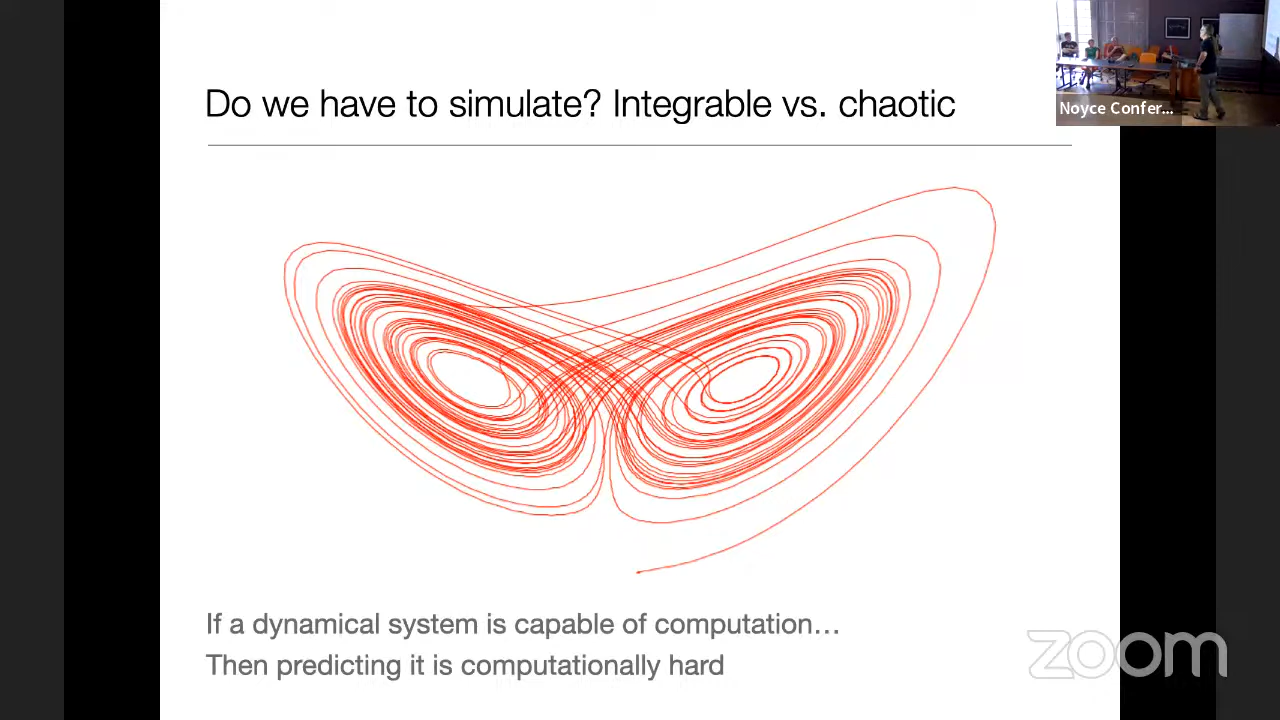 Do we have to simulate? Integrable vs. chaotic
Noyce Confer...
If a dynamical system is capable of computation…
Then predicting it is computationally hard
zoom